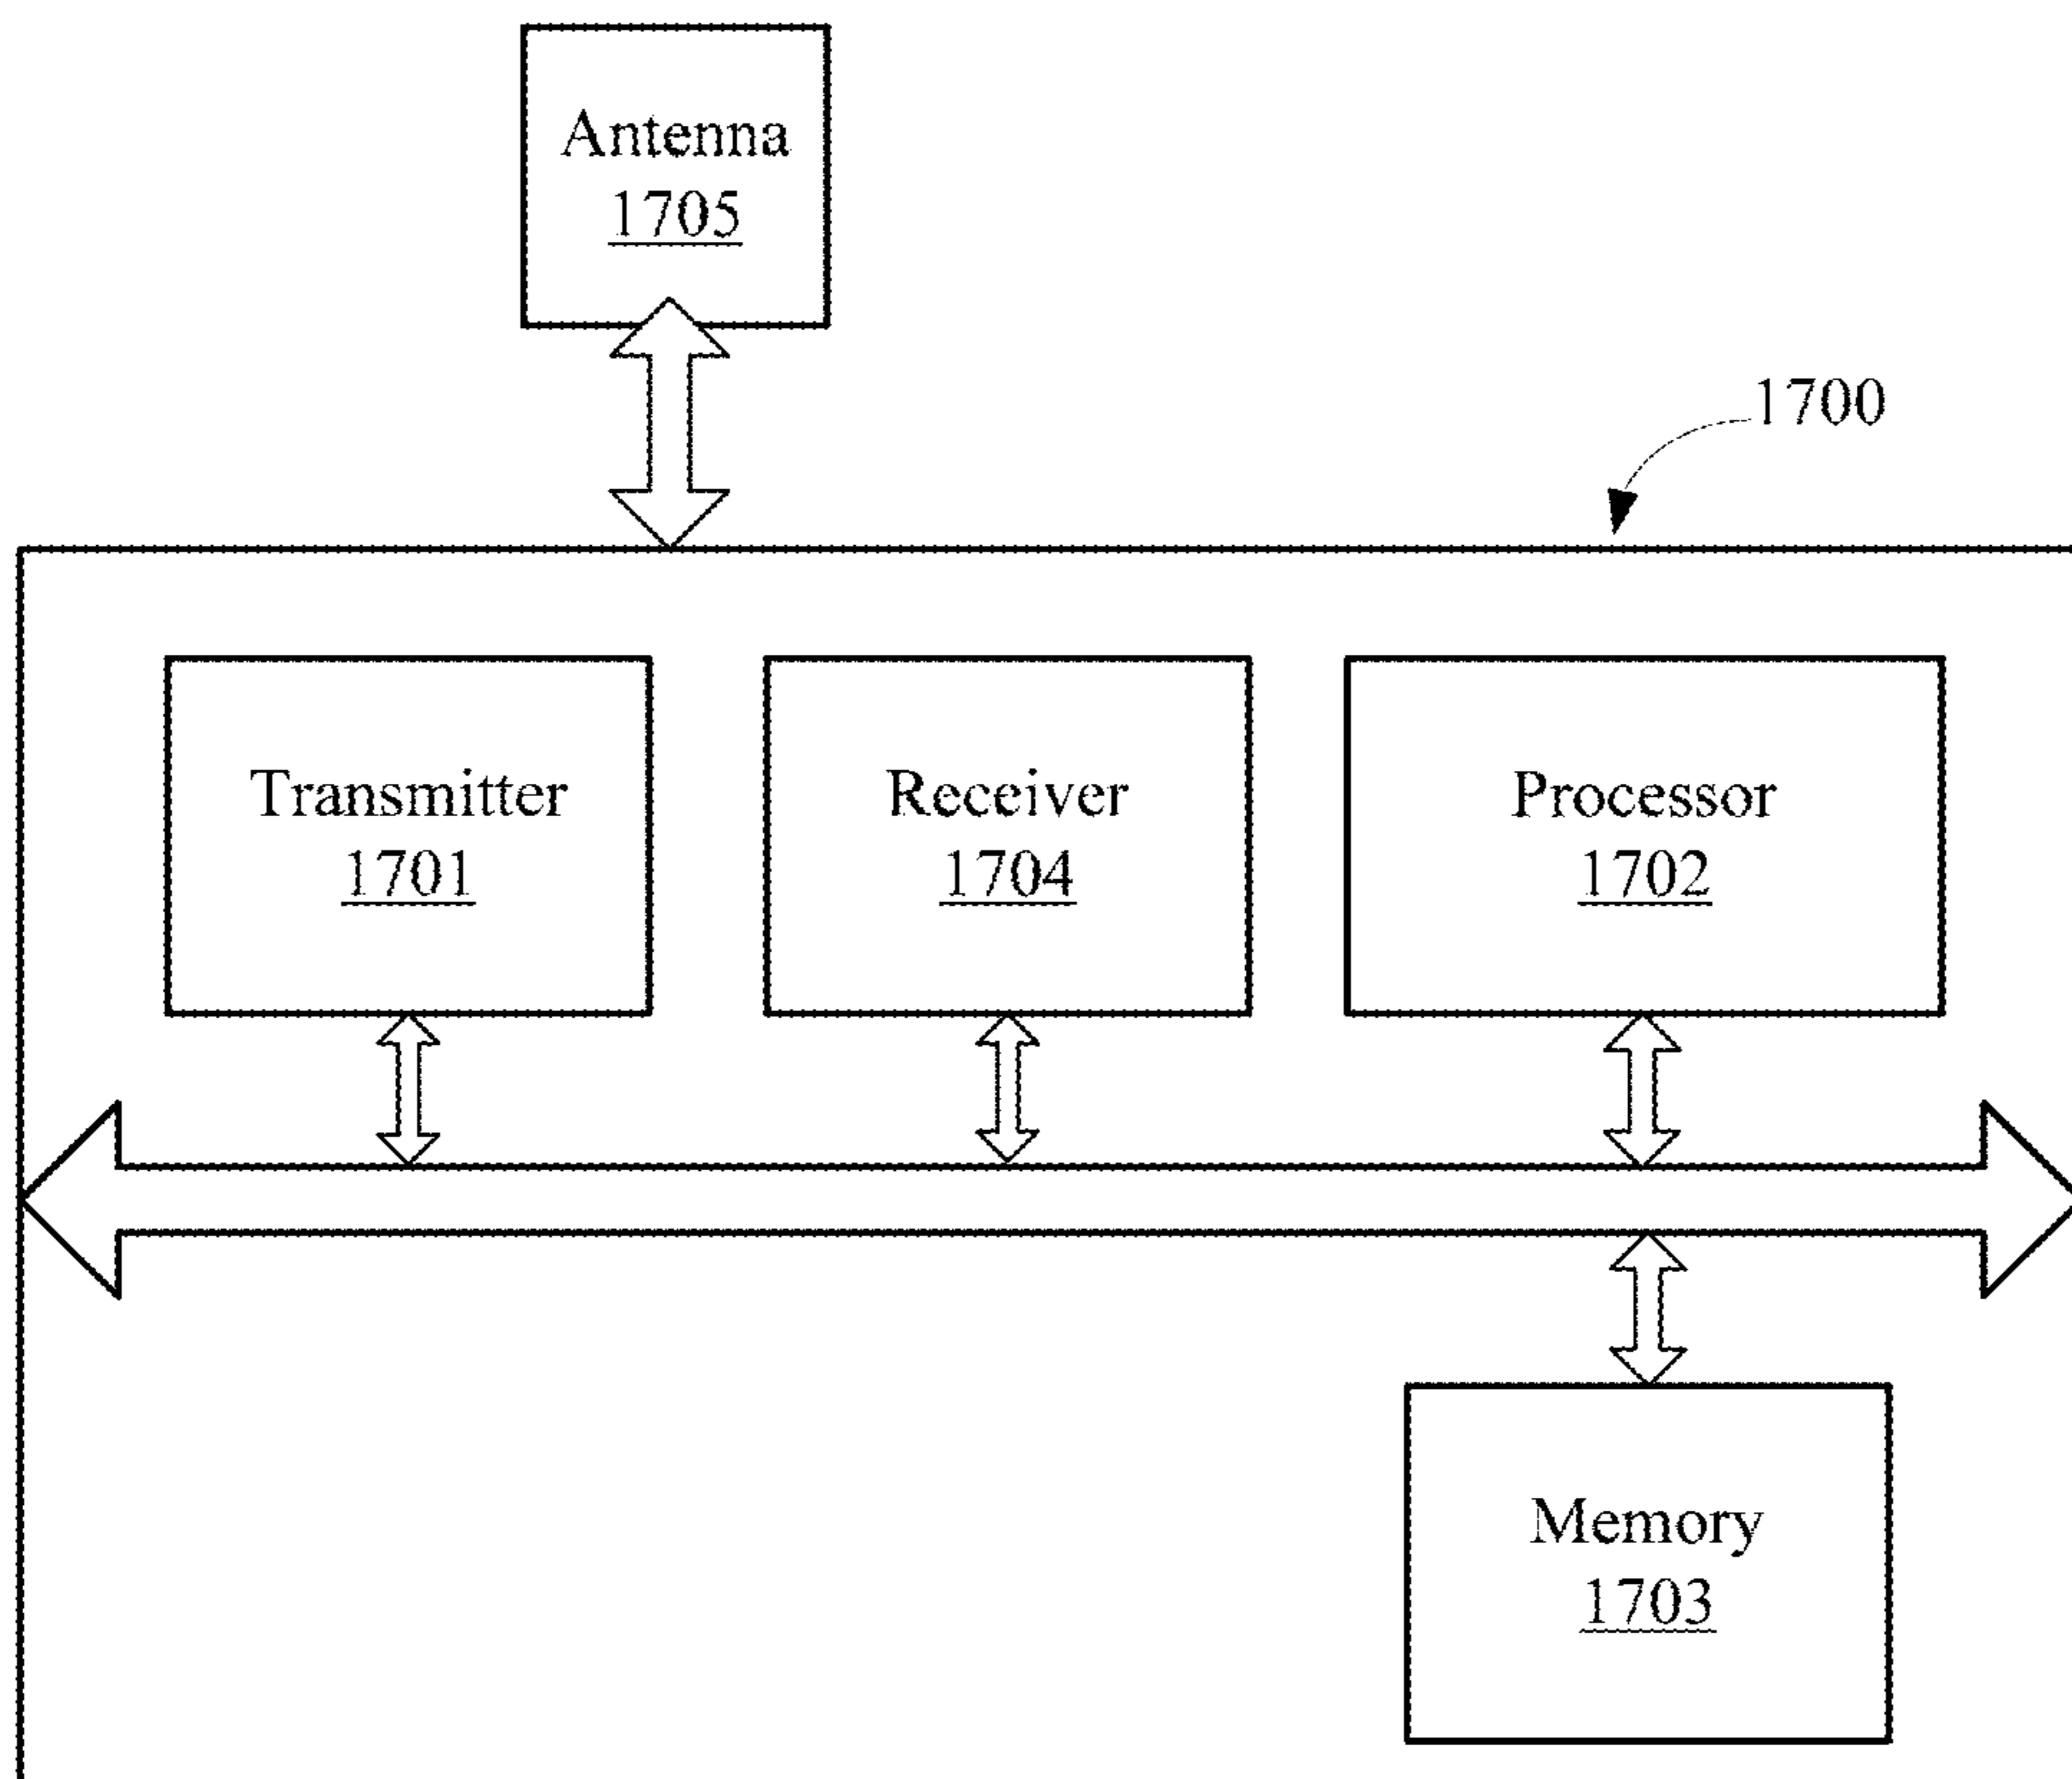 Antenna
1705
1700
Transmitter
1701
Receiver
1704
Processor
1702
Memory
1703